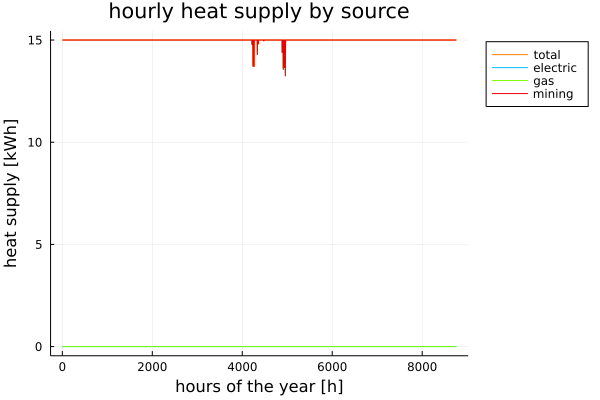 hourly heat supply by source
total
electric
gas
mining
heat supply [kWh]
15
10
5
0
0 2000 4000 6000 8000
hours of the year [h]